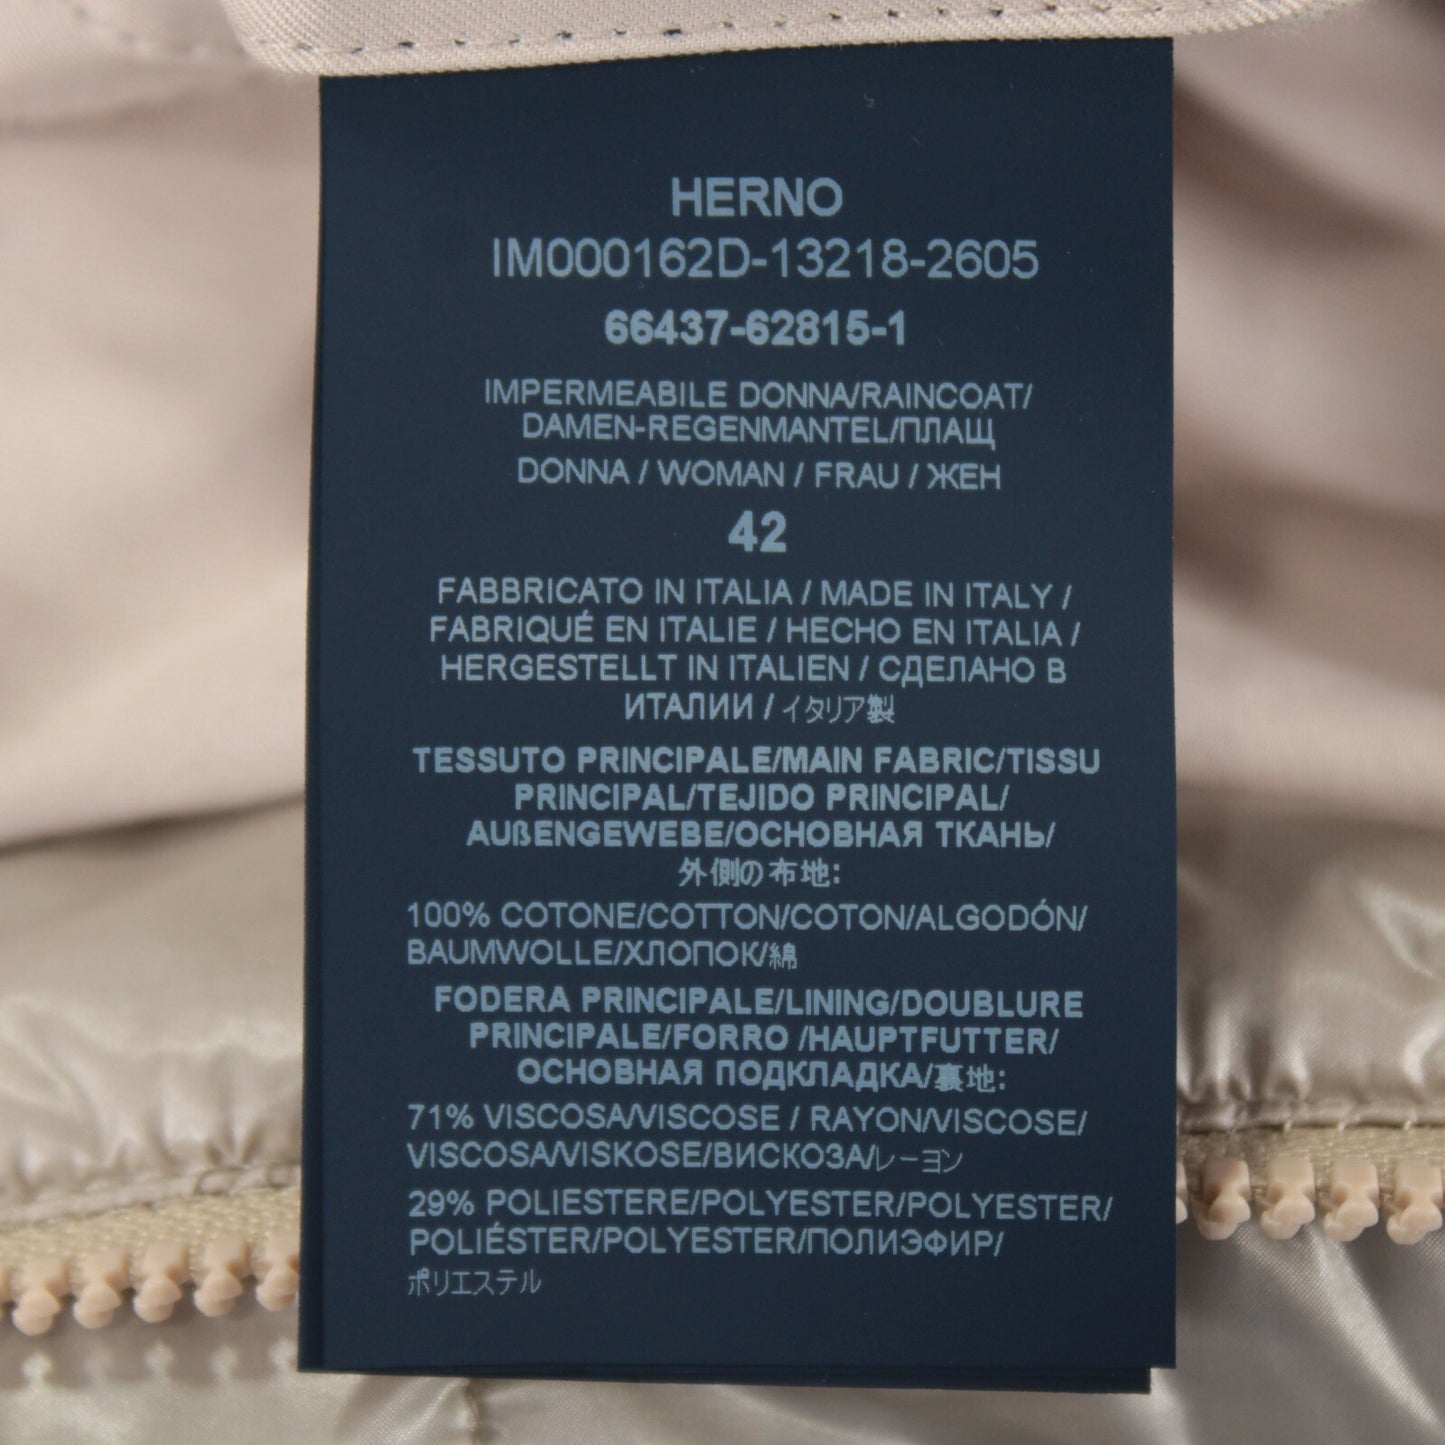 HERNO
IM000162D-13218-2605
66437-62815-1
IMPERMEABILE DONNA/RAINCOAT/
DAMEN-REGENMANTEL/ПЛАЩ
DONNA / WOMAN / FRAU / ЖЕН
42
FABBRICATO IN ITALIA / MADE IN ITALY /
FABRIQUÉ EN ITALIE / HECHO EN ITALIA /
HERGESTELLT IN ITALIEN / СДЕЛАНО В
ИТАЛИИ / イタリア製
TESSUTO PRINCIPALE/MAIN FABRIC/TISSU
PRINCIPAL/TEJIDO PRINCIPAL/
AUßENGEWEBE/ОСНОВНАЯ ТКАНЬ/
外側の布地:
100% COTONE/COTTON/COTON/ALGODÓN/
BAUMWOLLE/ХЛОПОК/綿
FODERA PRINCIPALE/LINING/DOUBLURE
PRINCIPALE/FORRO /HAUPTFUTTER/
ОСНОВНАЯ ПОДКЛАДКА/裏地:
71% VISCOSA/VISCOSE / RAYON/VISCOSE/
VISCOSA/VISKOSE/ВИСКОЗА/レーヨン
29% POLIESTERE/POLYESTER/POLYESTER/
POLIÉSTER/POLYESTER/ПОЛИЭФИР/
ポリエステル